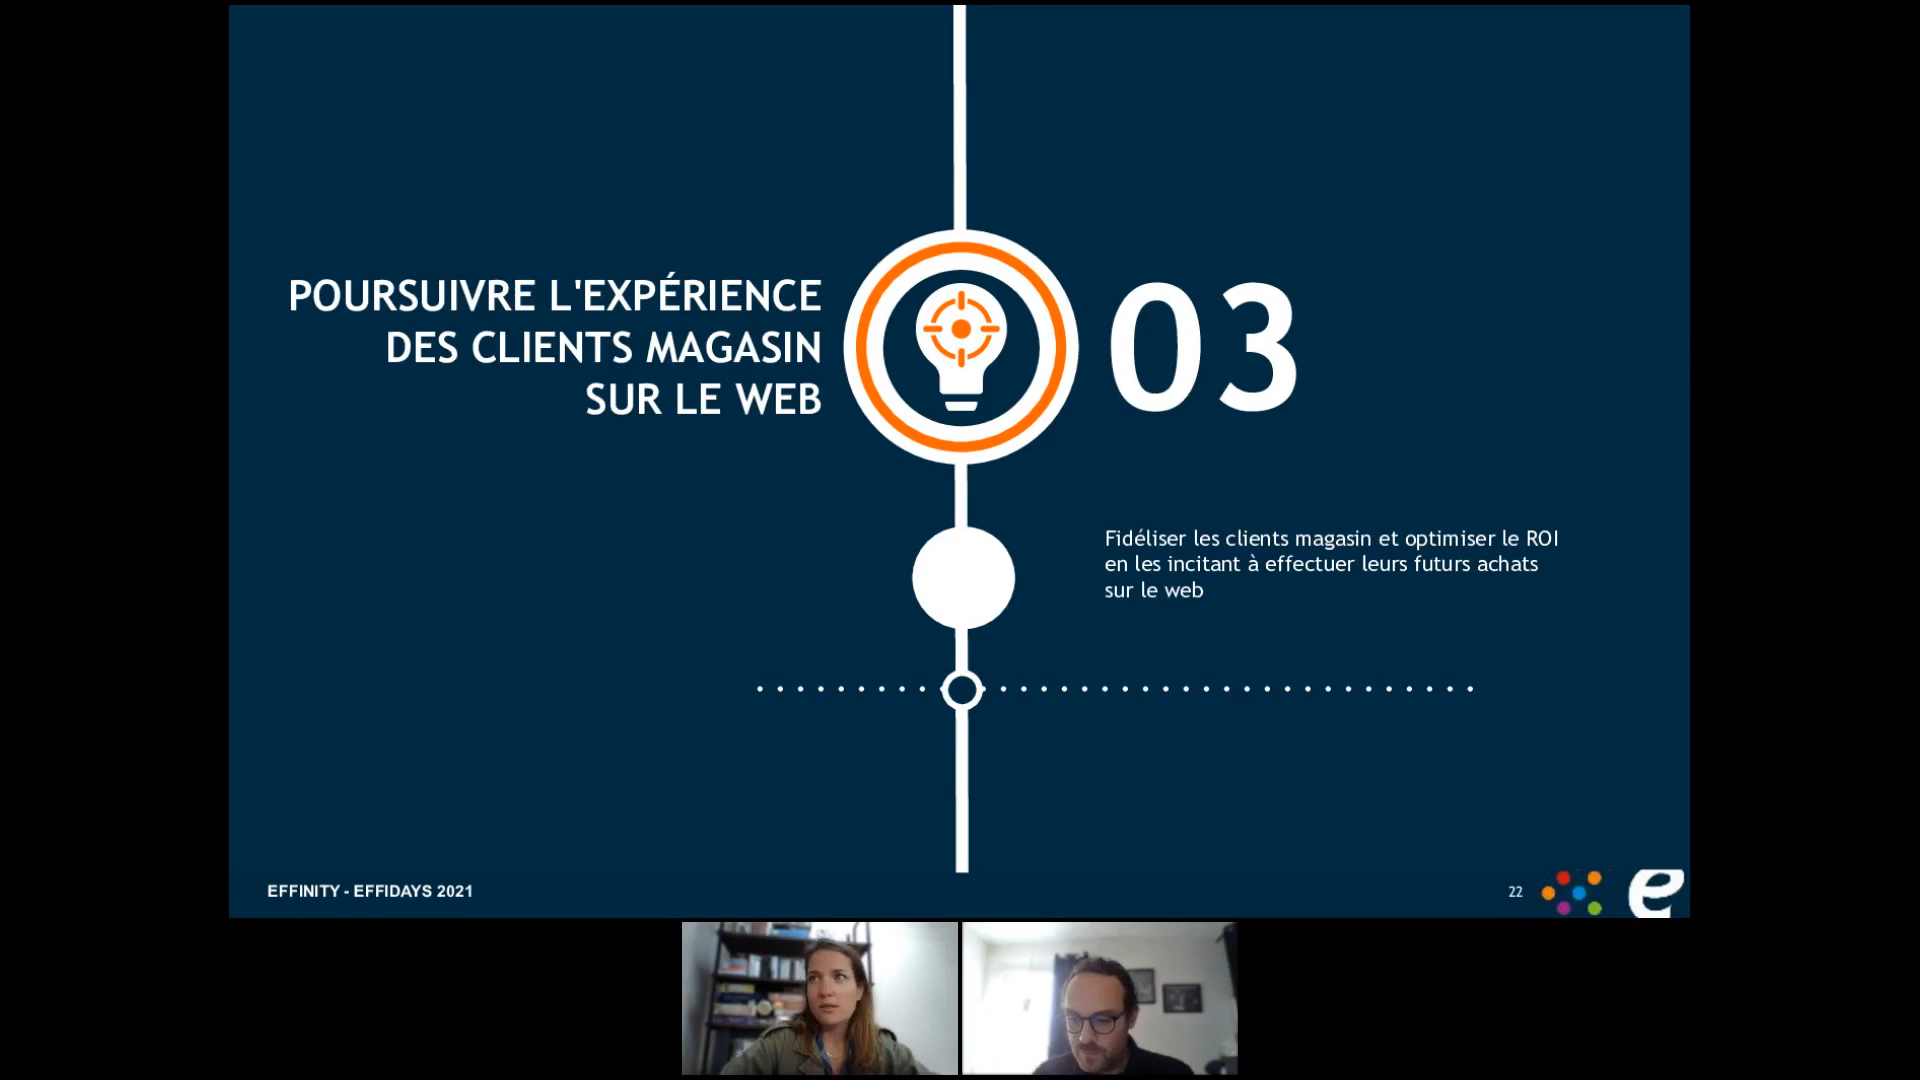 POURSUIVRE L'EXPÉRIENCE
DES CLIENTS MAGASIN
SUR LE WEB
03
Fidéliser les clients magasin et optimiser le ROI
en les incitant à effectuer leurs futurs achats
sur le web
EFFINITY - EFFIDAYS 2021
22
e